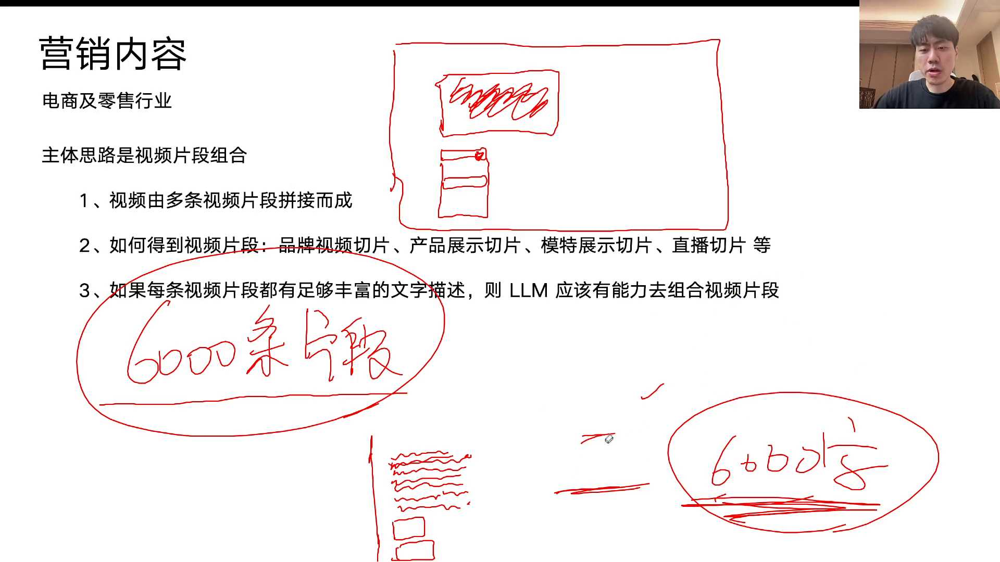 营销内容
电商及零售行业
主体思路是视频片段组合
1、视频由多条视频片段拼接而成
2、如何得到视频片段：品牌视频切片、产品展示切片、模特展示切片、直播切片 等
3、如果每条视频片段都有足够丰富的文字描述，则 LLM 应该有能力去组合视频片段
6000条片段
6000字